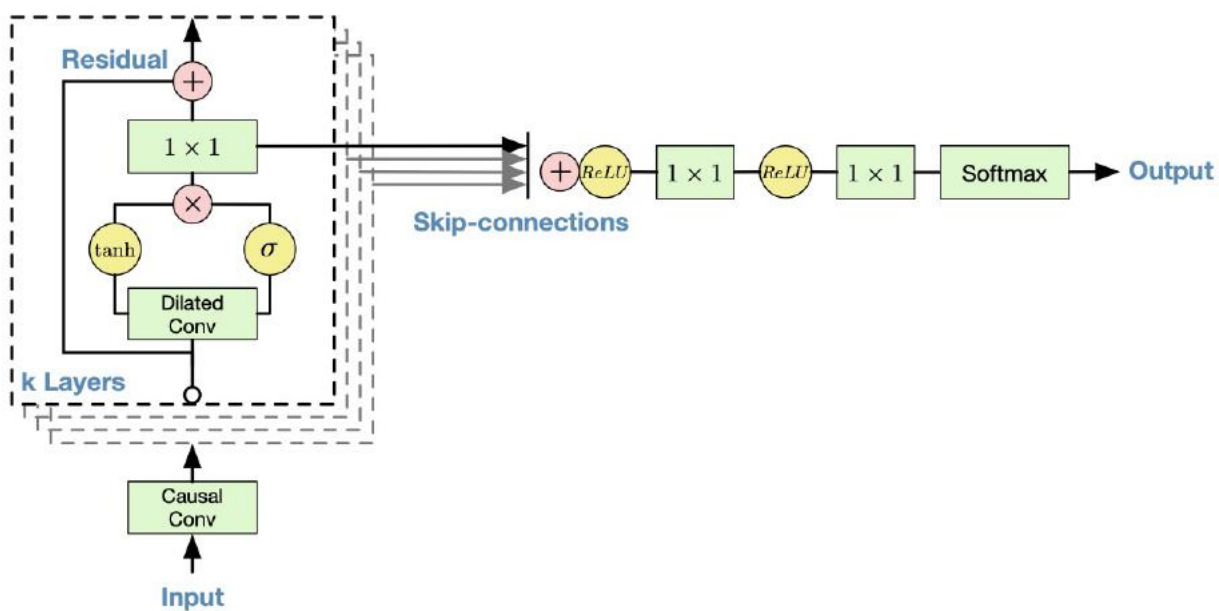 Residual
+
1 × 1
×
tanh
σ
Dilated
Conv
k Layers
Causal
Conv
Input
Skip-connections
+
ReLU
1 × 1
ReLU
1 × 1
Softmax
Output